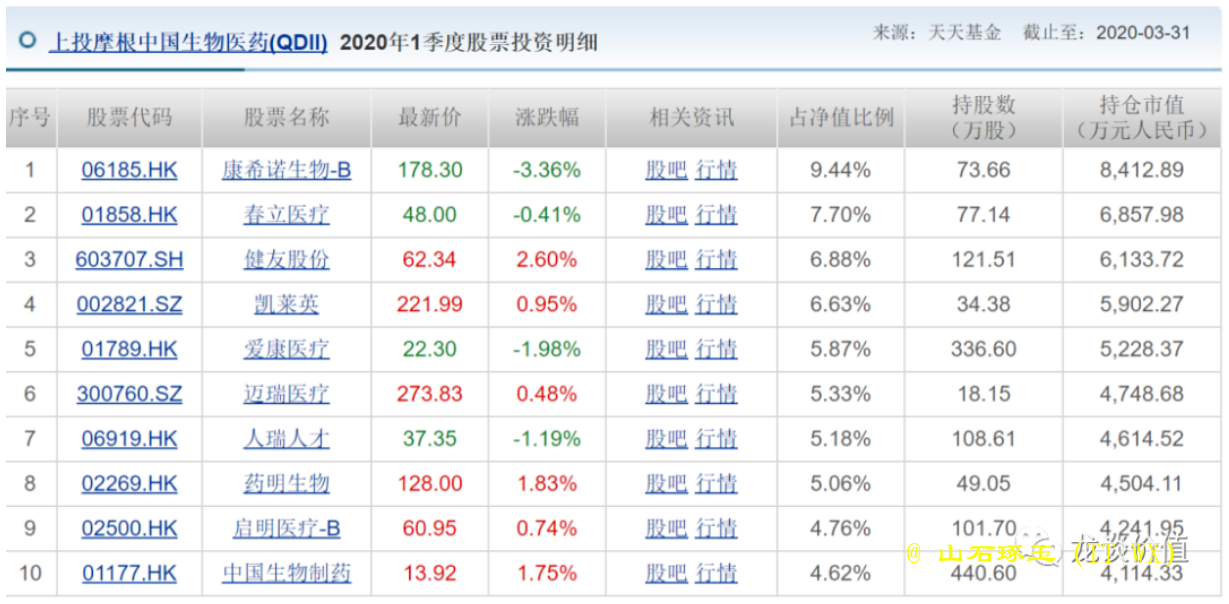 上投摩根中国生物医药(QDII) 2020年1季度股票投资明细 来源：天天基金 截止至：2020-03-31
序号 股票代码 股票名称 最新价 涨跌幅 相关资讯 占净值比例 持股数（万股） 持仓市值（万元人民币）
1 06185.HK 康希诺生物-B 178.30 -3.36% 股吧 行情 9.44% 73.66 8,412.89
2 01858.HK 春立医疗 48.00 -0.41% 股吧 行情 7.70% 77.14 6,857.98
3 603707.SH 健友股份 62.34 2.60% 股吧 行情 6.88% 121.51 6,133.72
4 002821.SZ 凯莱英 221.99 0.95% 股吧 行情 6.63% 34.38 5,902.27
5 01789.HK 爱康医疗 22.30 -1.98% 股吧 行情 5.87% 336.60 5,228.37
6 300760.SZ 迈瑞医疗 273.83 0.48% 股吧 行情 5.33% 18.15 4,748.68
7 06919.HK 人瑞人才 37.35 -1.19% 股吧 行情 5.18% 108.61 4,614.52
8 02269.HK 药明生物 128.00 1.83% 股吧 行情 5.06% 49.05 4,504.11
9 02500.HK 启明医疗-B 60.95 0.74% 股吧 行情 4.76% 101.70 4,241.95
@ 山石琢玉 龙谈价值
10 01177.HK 中国生物制药 13.92 1.75% 股吧 行情 4.62% 440.60 4,114.33